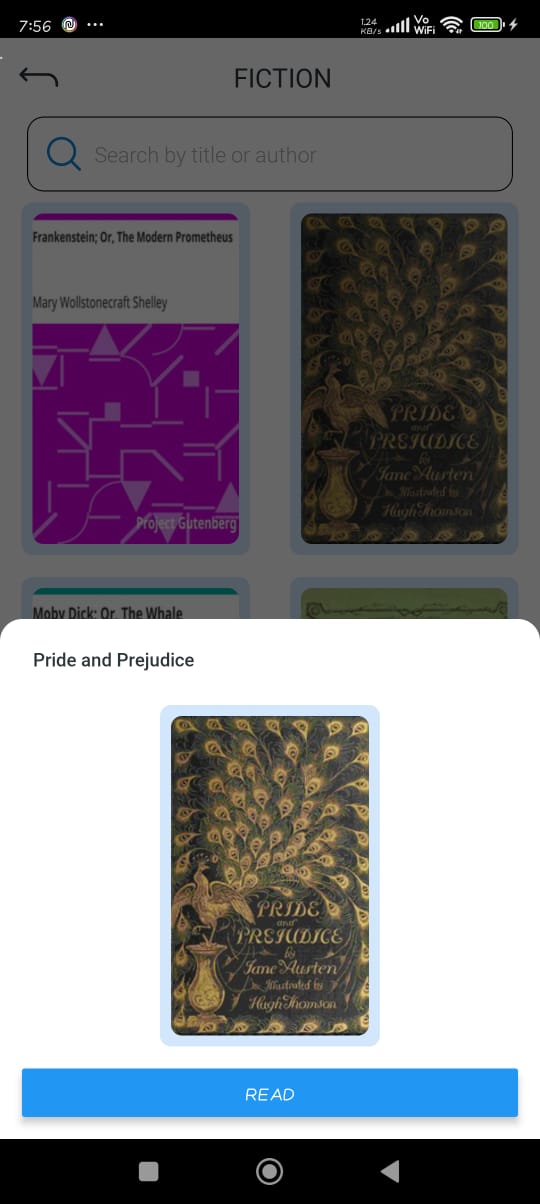 7:56
1.24
KB/s
Vo
WiFi
100
FICTION
Search by title or author
Frankenstein; Or, The Modern Prometheus
Mary Wollstonecraft Shelley
Project Gutenberg
PRIDE
and
PREJUDICE
by
Jane Austen
Illustrated by
Hugh Thomson
Moby Dick; Or, The Whale
Pride and Prejudice
PRIDE
and
PREJUDICE
by
Jane Austen
Illustrated by
Hugh Thomson
READ